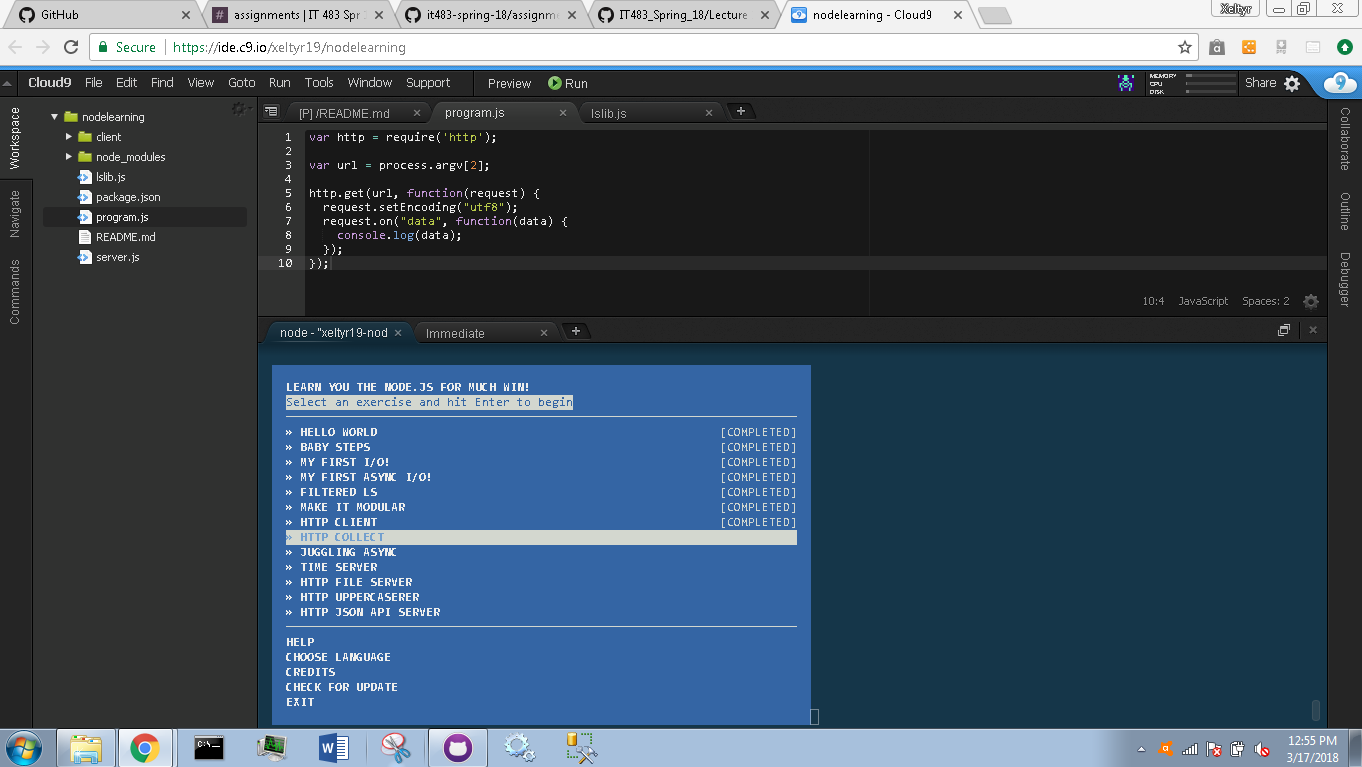 GitHub
assignments | IT 483 Spr
it483-spring-18/assignm
IT483_Spring_18/Lecture
nodelearning - Cloud9
Xeltyr
Secure
https://ide.c9.io/xeltyr19/nodelearning
Cloud9 File Edit Find View Goto Run Tools Window Support Preview Run
MEMORY
CPU
DISK
Share
9
Workspace
Navigate
Commands
nodelearning
client
node_modules
lslib.js
package.json
program.js
README.md
server.js
[P] /README.md
program.js
lslib.js
1 var http = require('http');
2
3 var url = process.argv[2];
4
5 http.get(url, function(request) {
6 request.setEncoding("utf8");
7 request.on("data", function(data) {
8 console.log(data);
9 });
10 });
10:4 JavaScript Spaces: 2
Collaborate
Outline
Debugger
node - "xeltyr19-nod
Immediate
LEARN YOU THE NODE.JS FOR MUCH WIN!
Select an exercise and hit Enter to begin
» HELLO WORLD [COMPLETED]
» BABY STEPS [COMPLETED]
» MY FIRST I/O! [COMPLETED]
» MY FIRST ASYNC I/O! [COMPLETED]
» FILTERED LS [COMPLETED]
» MAKE IT MODULAR [COMPLETED]
» HTTP CLIENT [COMPLETED]
» HTTP COLLECT
» JUGGLING ASYNC
» TIME SERVER
» HTTP FILE SERVER
» HTTP UPPERCASERER
» HTTP JSON API SERVER
HELP
CHOOSE LANGUAGE
CREDITS
CHECK FOR UPDATE
EXIT
12:55 PM
3/17/2018